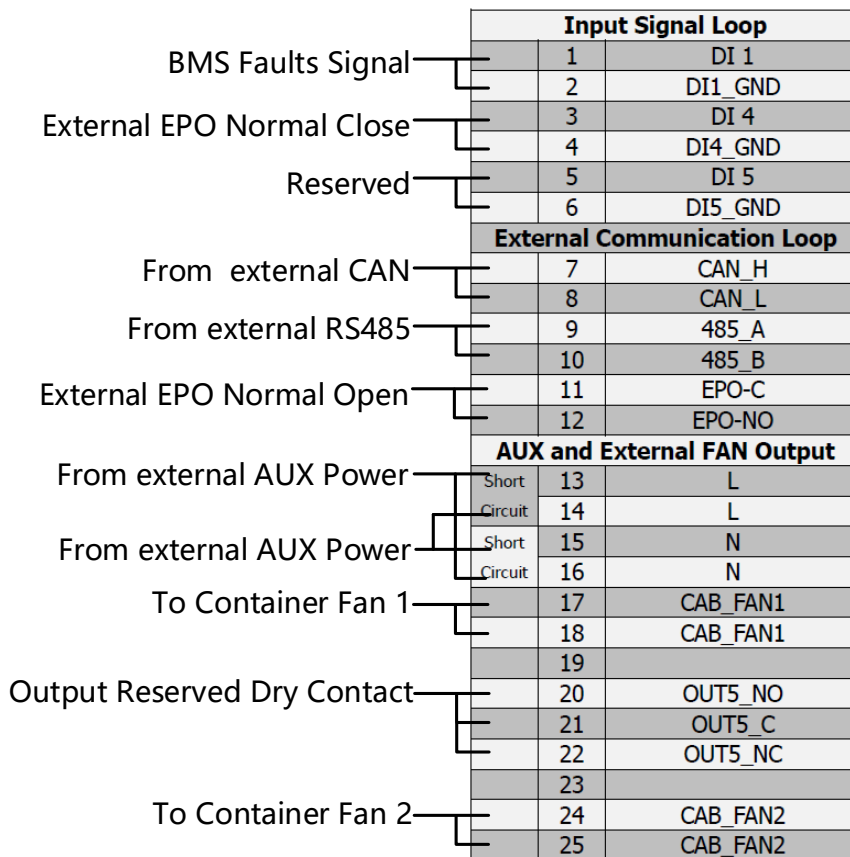 Input Signal Loop
BMS Faults Signal
1 DI 1
2 DI1_GND
External EPO Normal Close
3 DI 4
4 DI4_GND
Reserved
5 DI 5
6 DI5_GND
External Communication Loop
From external CAN
7 CAN_H
8 CAN_L
From external RS485
9 485_A
10 485_B
External EPO Normal Open
11 EPO-C
12 EPO-NO
AUX and External FAN Output
From external AUX Power
Short 13 L
Circuit 14 L
From external AUX Power
Short 15 N
Circuit 16 N
To Container Fan 1
17 CAB_FAN1
18 CAB_FAN1
19
Output Reserved Dry Contact
20 OUT5_NO
21 OUT5_C
22 OUT5_NC
23
To Container Fan 2
24 CAB_FAN2
25 CAB_FAN2